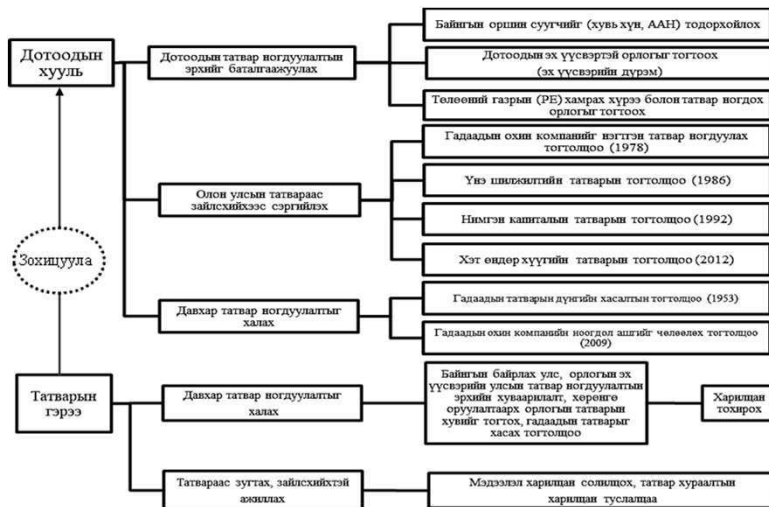 Дотоодын
хууль
Дотоодын татвар ногдуулалтын
эрхийг баталгаажуулах
Байнгын оршин суугчийг (хувь хүн, ААН) тодорхойлох
Дотоодын эх үүсвэртэй орлогыг тогтоох
(эх үүсвэрийн дүрэм)
Төлөөний газрын (PE) хамрах хүрээ болон татвар ногдох
орлогыг тогтоох
Олон улсын татвараас
зайлсхийхээс сэргийлэх
Гадаадын охин компанийг нэгтгэн татвар ногдуулах
тогтолцоо (1978)
Үнэ шилжилтийн татварын тогтолцоо (1986)
Нимгэн капиталын татварын тогтолцоо (1992)
Хэт өндөр хүүгийн татварын тогтолцоо (2012)
Давхар татвар ногдуулалтыг
халах
Гадаадын татварын дүнгийн хасалтын тогтолцоо (1953)
Гадаадын охин компанийн ноогдол ашгийг чөлөөлөх тогтолцоо
(2009)
Зохицуула
Татварын
гэрээ
Давхар татвар ногдуулалтыг
халах
Байнгын байрлах улс, орлогын эх
үүсвэрийн улсын татвар ногдуулалтын
эрхийн хуваарилалт, хөрөнгө
оруулалтаарх орлогын татварын
хувийг тогтох, гадаадын татварыг
хасах тогтолцоо
Харилцан
тохирох
Татвараас зугтах, зайлсхийхтэй
ажиллах
Мэдээлэл харилцан солилцох, татвар хураалтын
харилцан туслалцаа